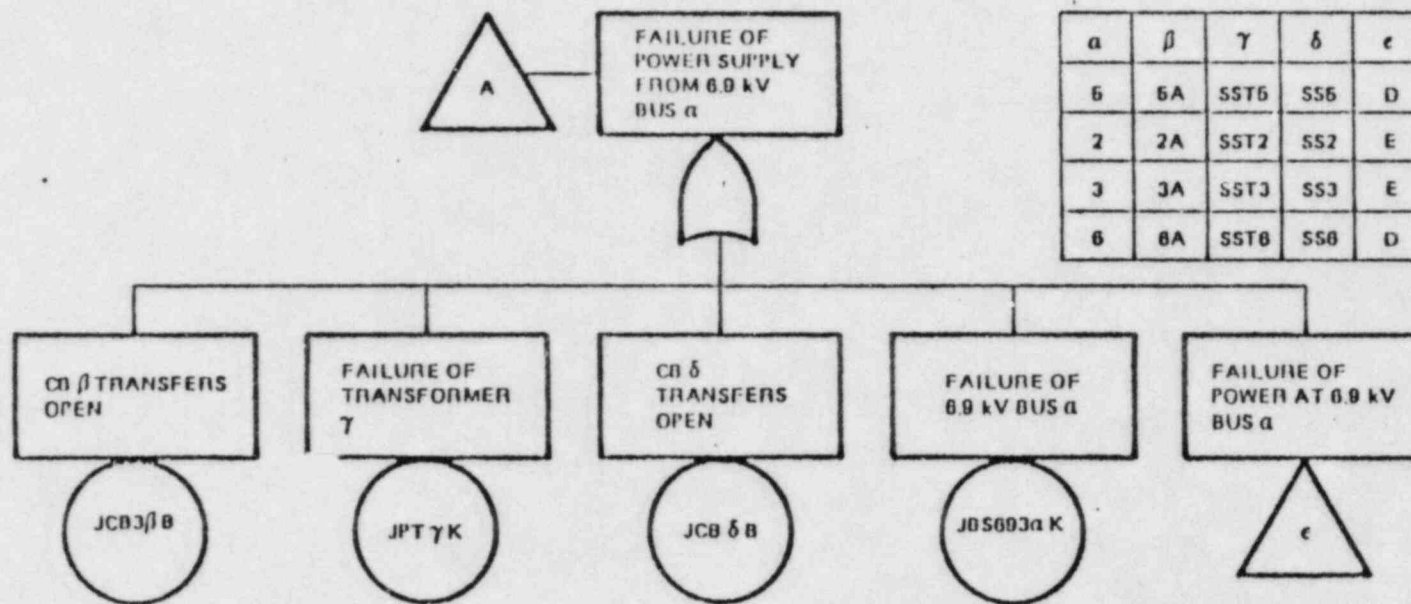 A
FAILURE OF
POWER SUPPLY
FROM 6.9 kV
BUS α
α β γ δ ϵ
5 5A SST5 SS5 D
2 2A SST2 SS2 E
3 3A SST3 SS3 E
6 6A SST6 SS6 D
CB β TRANSFERS
OPEN
FAILURE OF
TRANSFORMER
γ
CB δ
TRANSFERS
OPEN
FAILURE OF
6.9 kV BUS α
FAILURE OF
POWER AT 6.9 kV
BUS α
JCB3β B
JPT γ K
JCB δ B
JBS693α K
ϵ